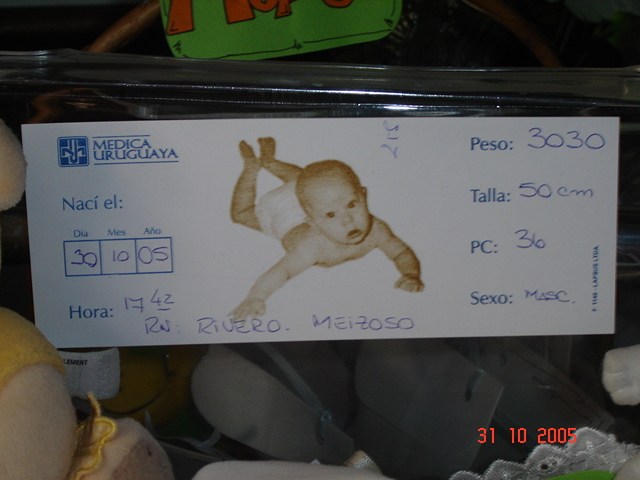 MEDICA
URUGUAYA
Nací el:
Dia Mes Año
30 10 05
Hora: 17 42
RN: RIVERO. MEIZOSO
Peso: 3030
Talla: 50 cm
PC: 36
Sexo: MASC.
31 10 2005